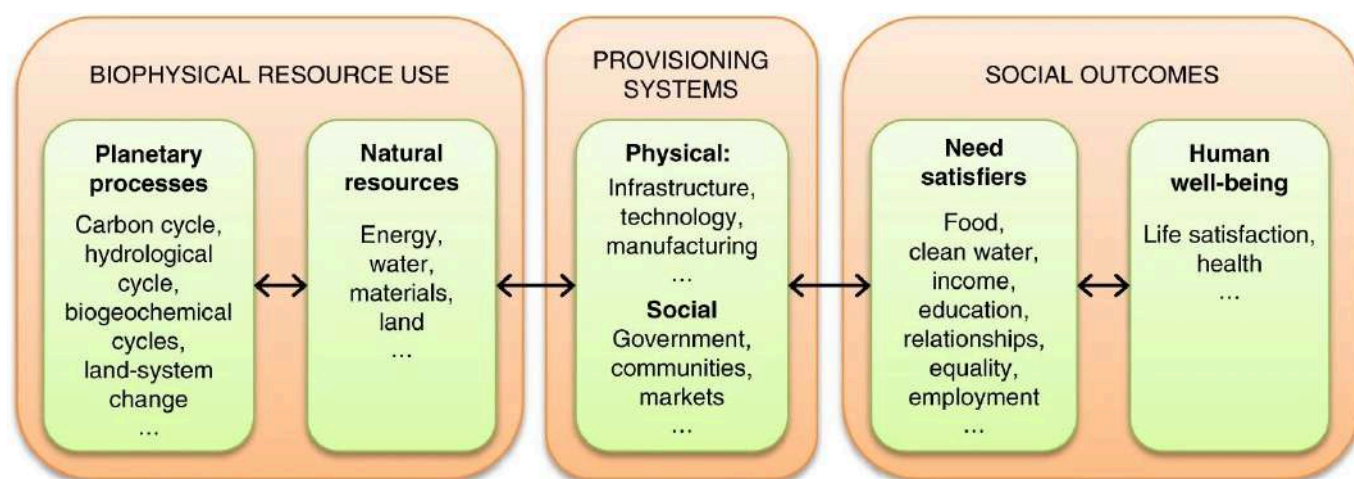 BIOPHYSICAL RESOURCE USE
Planetary
processes
Carbon cycle,
hydrological
cycle,
biogeochemical
cycles,
land-system
change
...
Natural
resources
Energy,
water,
materials,
land
...
PROVISIONING
SYSTEMS
Physical:
Infrastructure,
technology,
manufacturing
...
Social
Government,
communities,
markets
...
SOCIAL OUTCOMES
Need
satisfiers
Food,
clean water,
income,
education,
relationships,
equality,
employment
...
Human
well-being
Life satisfaction,
health
...